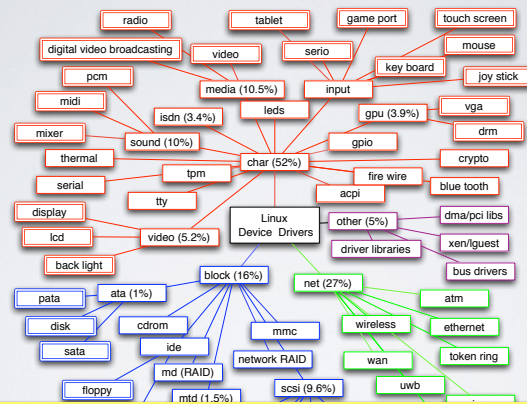 radio
tablet
game port
touch screen
digital video broadcasting
video
serio
mouse
pcm
key board
joy stick
midi
media (10.5%)
input
leds
isdn (3.4%)
gpu (3.9%)
vga
mixer
sound (10%)
drm
gpio
thermal
char (52%)
crypto
tpm
fire wire
serial
blue tooth
tty
acpi
display
Linux
Device Drivers
other (5%)
dma/pci libs
lcd
video (5.2%)
driver libraries
xen/lguest
back light
bus drivers
block (16%)
net (27%)
pata
ata (1%)
atm
disk
cdrom
mmc
wireless
ethernet
sata
ide
network RAID
wan
token ring
md (RAID)
floppy
scsi (9.6%)
uwb
mtd (1.5%)